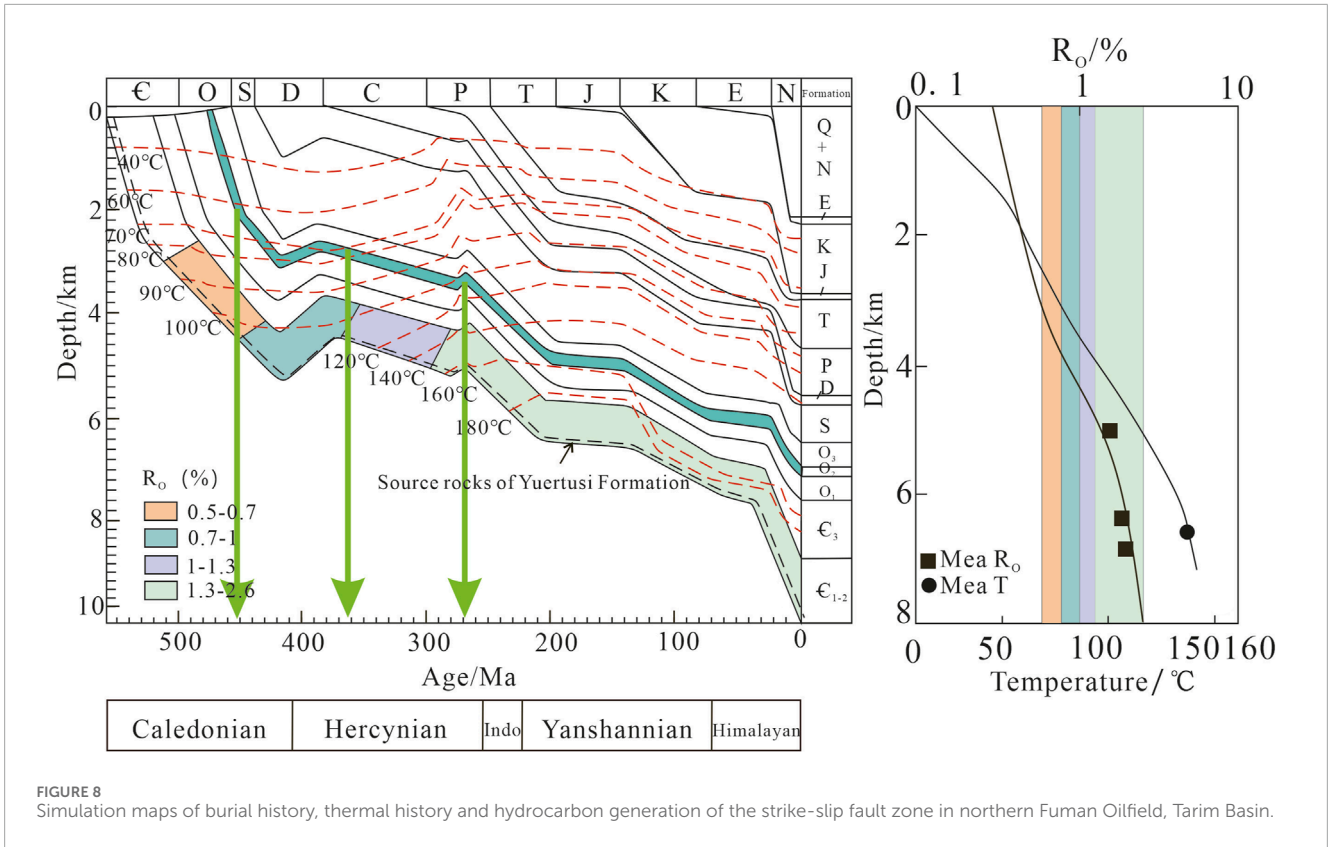 Є O S D C P T J K E N Formation
0
2
4
6
8
10
Depth/km
40℃
60℃
70℃
80℃
90℃
100℃
120℃
140℃
160℃
180℃
Source rocks of Yuertusi Formation
Rₒ (%)
0.5-0.7
0.7-1
1-1.3
1.3-2.6
Q
+
N
E
K
J
T
P
D
S
O₃
O₂
O₁
Є₃
Є₁₋₂
500 400 300 200 100 0
Age/Ma
Caledonian Hercynian Indo Yanshannian Himalayan
Rₒ/%
0.1 1 10
0
2
4
6
8
Depth/km
Mea Rₒ
Mea T
0 50 100 150 160
Temperature/℃
FIGURE 8
Simulation maps of burial history, thermal history and hydrocarbon generation of the strike-slip fault zone in northern Fuman Oilfield, Tarim Basin.